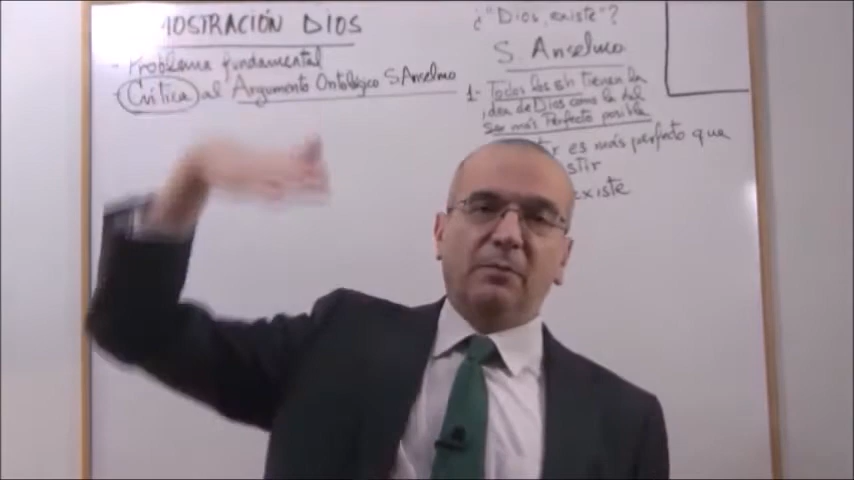 MOSTRACIÓN DIOS
- Problema fundamental
Crítica al Argumento Ontológico S Anselmo
¿"Dios, existe"?
S. Anselmo
1- Todos los sh tienen la
idea de Dios como la del
Ser más Perfecto posible
es más perfecto que
existe